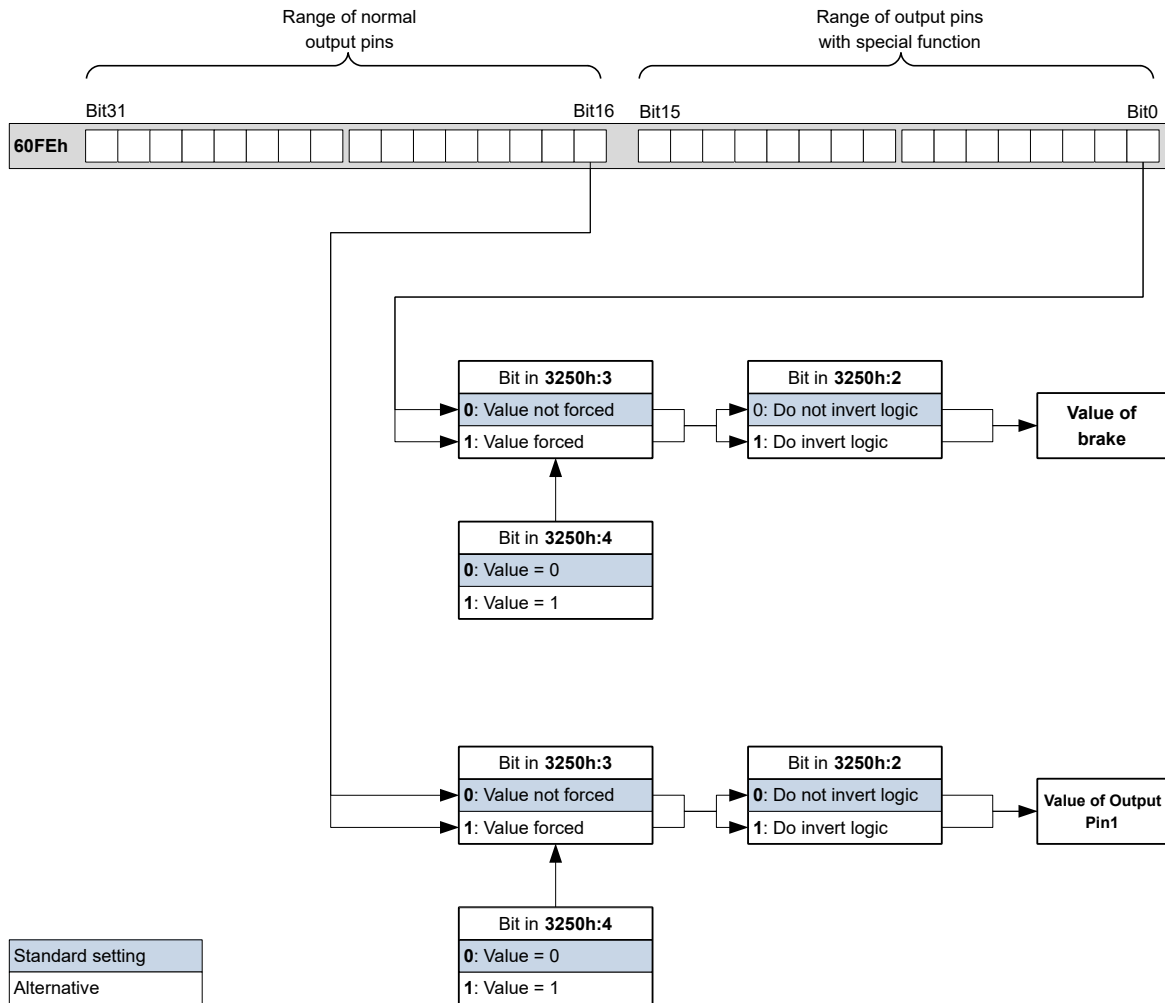 Range of normal
output pins
Range of output pins
with special function
Bit31
Bit16
Bit15
Bit0
60FEh
Bit in 3250h:3
0: Value not forced
1: Value forced
Bit in 3250h:2
0: Do not invert logic
1: Do invert logic
Value of
brake
Bit in 3250h:4
0: Value = 0
1: Value = 1
Bit in 3250h:3
0: Value not forced
1: Value forced
Bit in 3250h:2
0: Do not invert logic
1: Do invert logic
Value of Output
Pin1
Bit in 3250h:4
0: Value = 0
1: Value = 1
Standard setting
Alternative